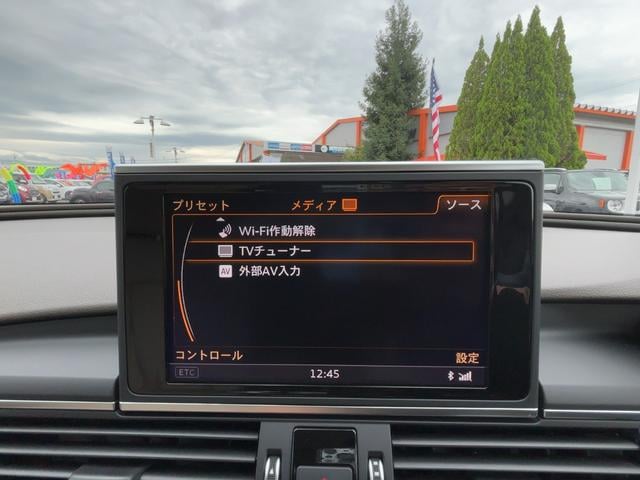 プリセット メディア ソース
Wi-Fi作動解除
TVチューナー
AV 外部AV入力
コントロール 設定
ETC 12:45